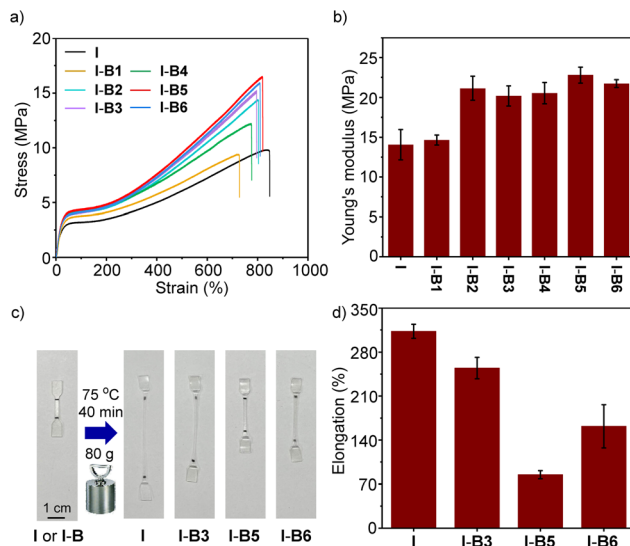 a)
20
15
10
5
0
Stress (MPa)
0 200 400 600 800 1000
Strain (%)
I
I-B1
I-B2
I-B3
I-B4
I-B5
I-B6
b)
25
20
15
10
5
0
Young's modulus (MPa)
I I-B1 I-B2 I-B3 I-B4 I-B5 I-B6
c)
75 °C
40 min
80 g
1 cm
I or I-B I I-B3 I-B5 I-B6
d)
350
280
210
140
70
0
Elongation (%)
I I-B3 I-B5 I-B6